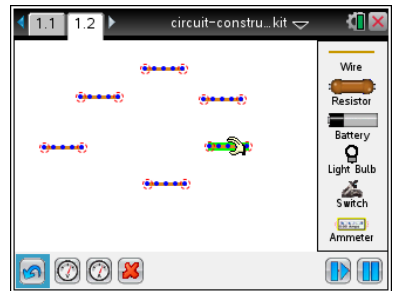 1.1 1.2 circuit-constru…kit
Wire
Resistor
Battery
Light Bulb
Switch
Ammeter